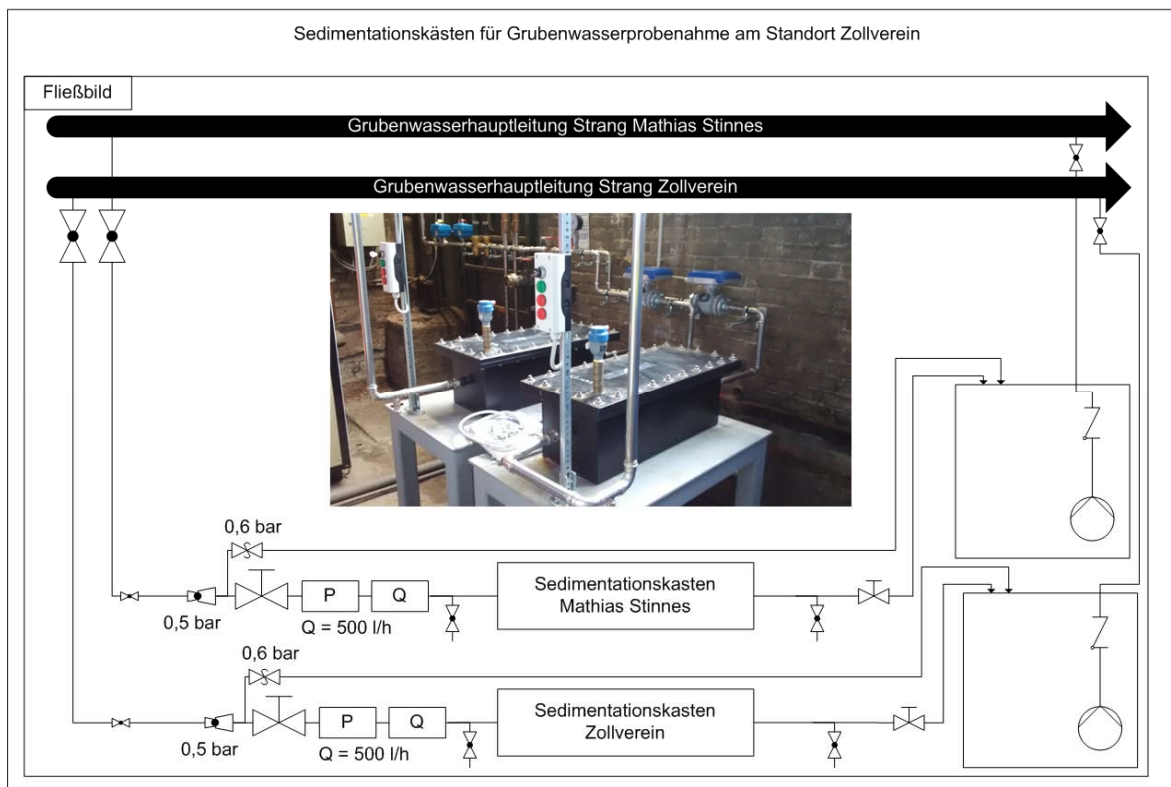 Sedimentationskästen für Grubenwasserprobenahme am Standort Zollverein
Fließbild
Grubenwasserhauptleitung Strang Mathias Stinnes
Grubenwasserhauptleitung Strang Zollverein
0,6 bar
0,5 bar
P
Q
Q = 500 l/h
Sedimentationskasten
Mathias Stinnes
0,6 bar
0,5 bar
P
Q
Q = 500 l/h
Sedimentationskasten
Zollverein